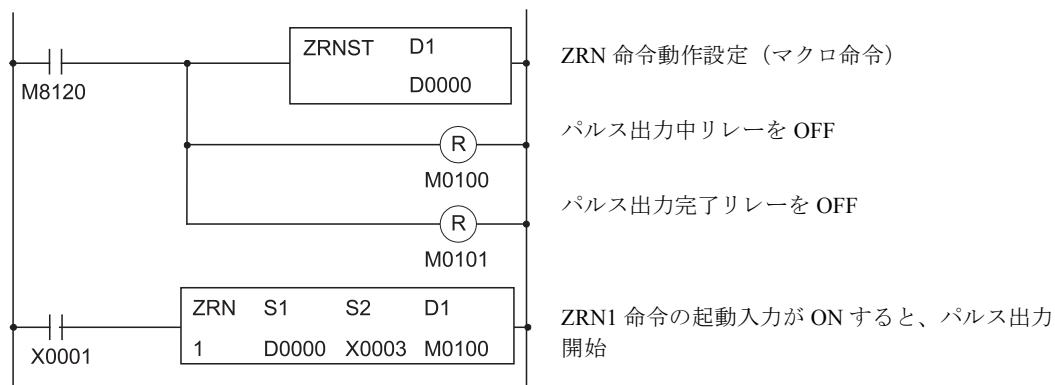 ZRNST D1
D0000
M8120
ZRN 命令動作設定（マクロ命令）
R
M0100
パルス出力中リレーを OFF
R
M0101
パルス出力完了リレーを OFF
ZRN S1 S2 D1
1 D0000 X0003 M0100
X0001
ZRN1 命令の起動入力が ON すると、パルス出力
開始